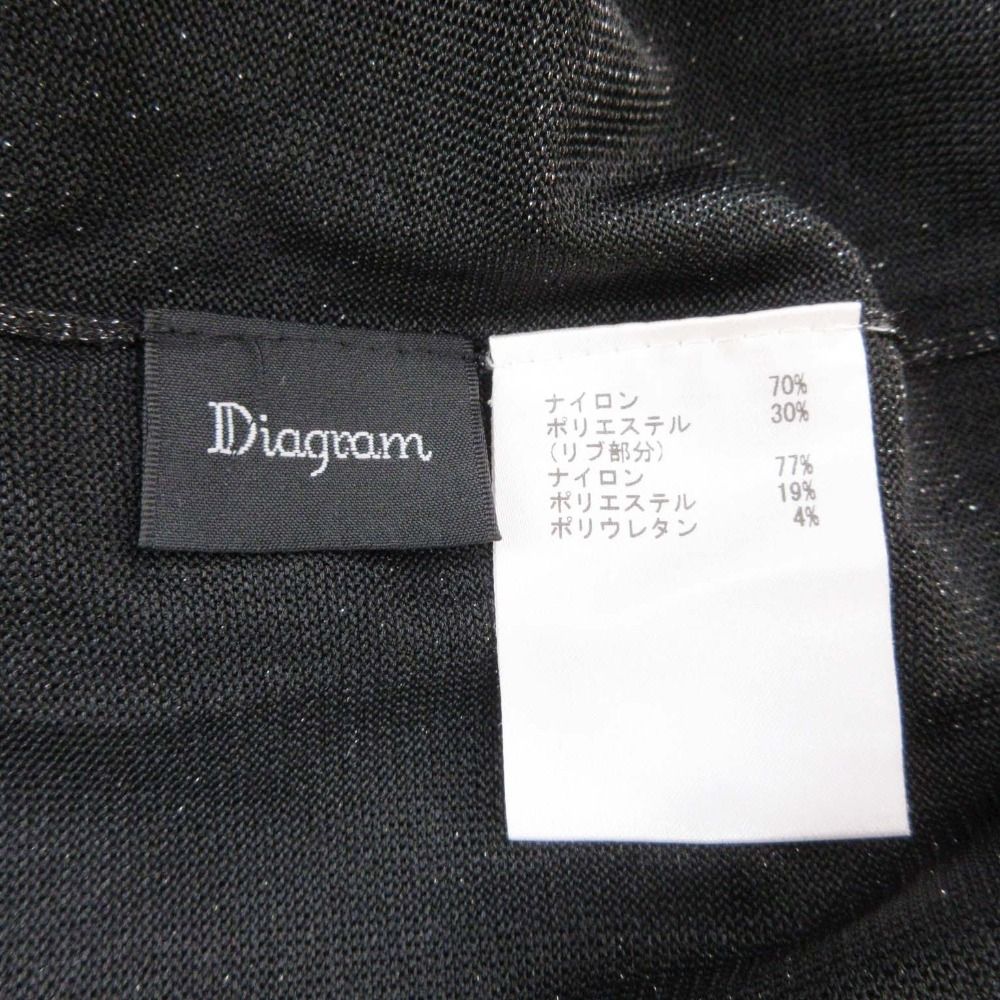 Diagram
ナイロン 70%
ポリエステル 30%
(リブ部分)
ナイロン 77%
ポリエステル 19%
ポリウレタン 4%